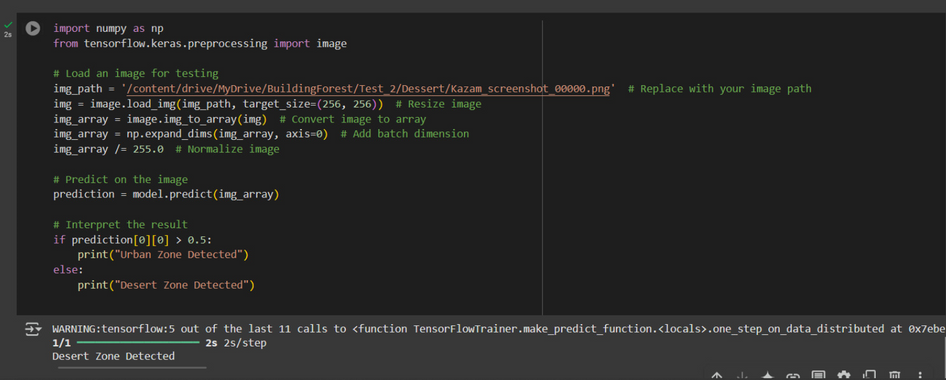 2s
import numpy as np
from tensorflow.keras.preprocessing import image
# Load an image for testing
img_path = '/content/drive/MyDrive/BuildingForest/Test_2/Dessert/Kazam_screenshot_00000.png'  # Replace with your image path
img = image.load_img(img_path, target_size=(256, 256))  # Resize image
img_array = image.img_to_array(img)  # Convert image to array
img_array = np.expand_dims(img_array, axis=0)  # Add batch dimension
img_array /= 255.0  # Normalize image
# Predict on the image
prediction = model.predict(img_array)
# Interpret the result
if prediction[0][0] > 0.5:
    print("Urban Zone Detected")
else:
    print("Desert Zone Detected")
WARNING:tensorflow:5 out of the last 11 calls to <function TensorFlowTrainer.make_predict_function.<locals>.one_step_on_data_distributed at 0x7ebe
1/1 2s 2s/step
Desert Zone Detected